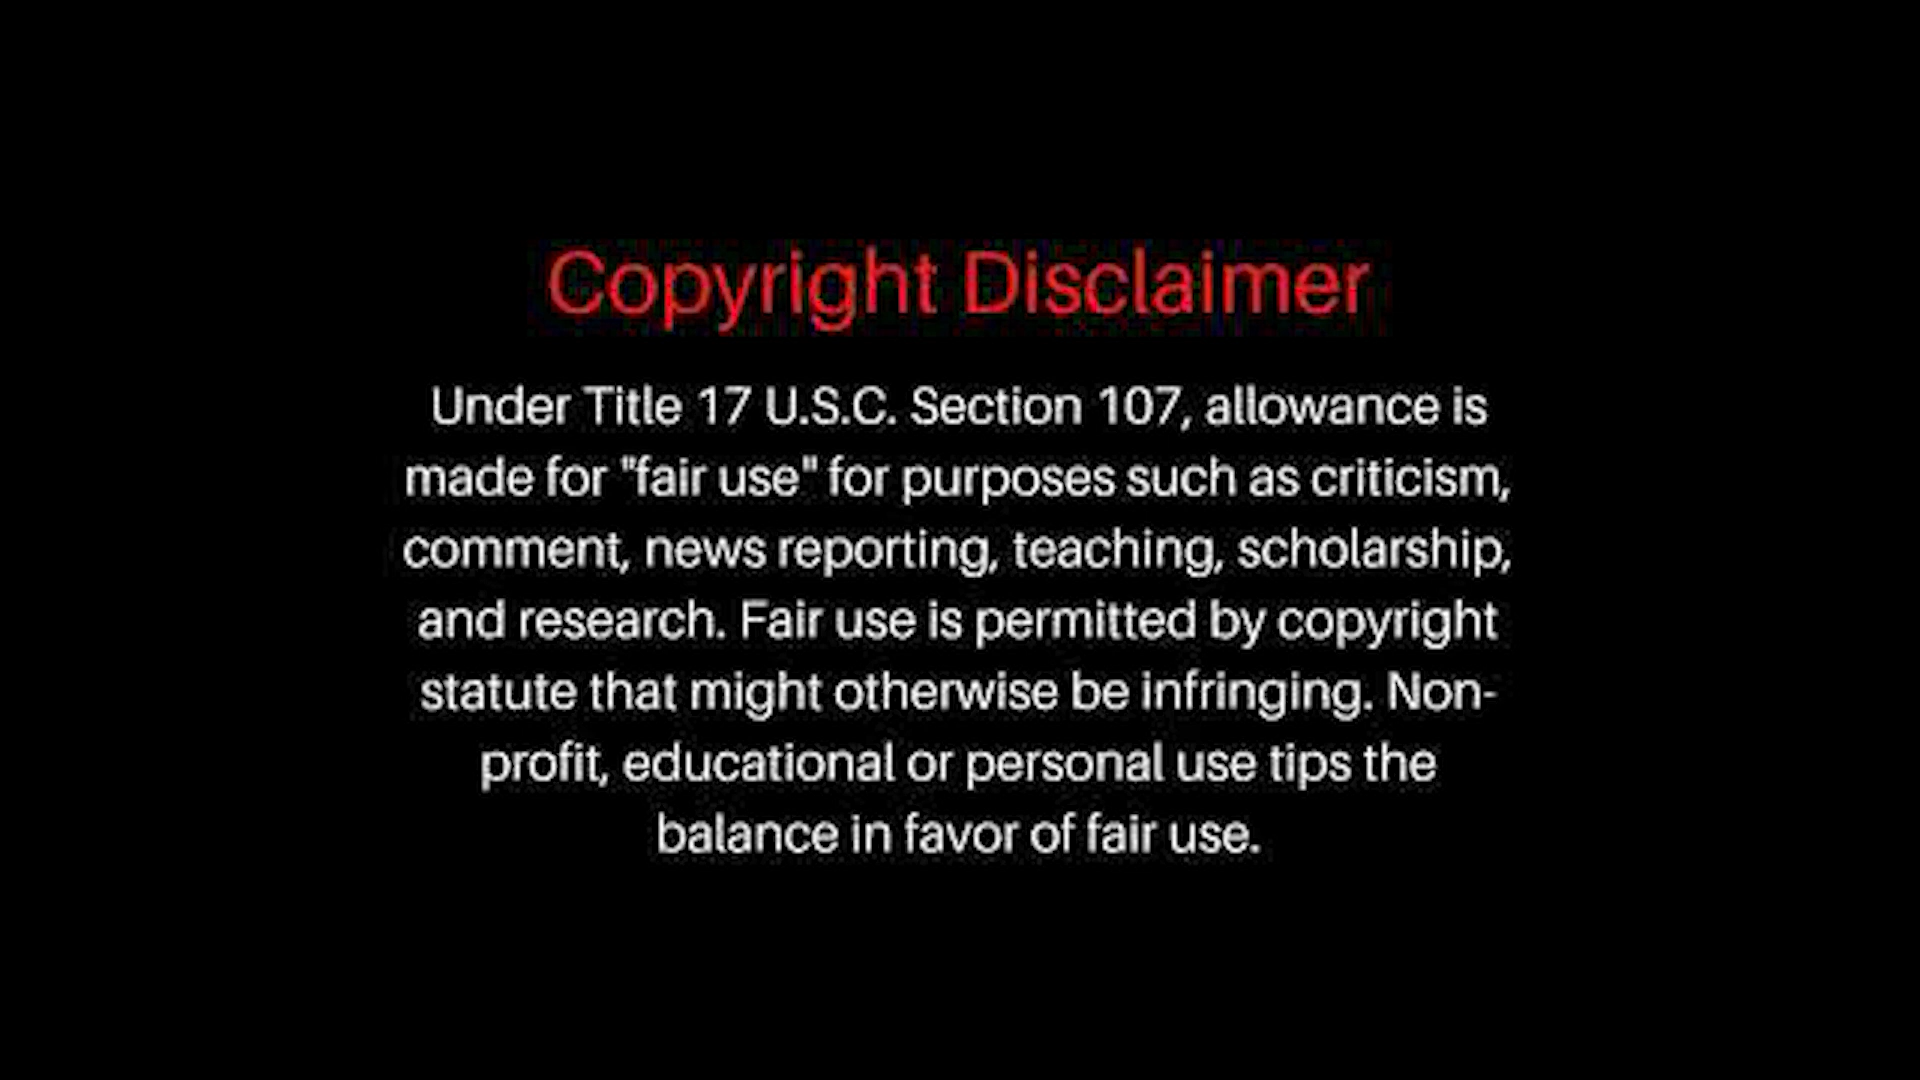 Copyright Disclaimer
Under Title 17 U.S.C. Section 107, allowance is
made for "fair use" for purposes such as criticism,
comment, news reporting, teaching, scholarship,
and research. Fair use is permitted by copyright
statute that might otherwise be infringing. Non-
profit, educational or personal use tips the
balance in favor of fair use.